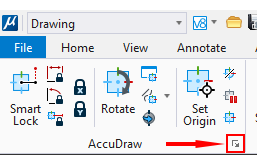 Drawing
File Home View Annotate
Smart Lock Rotate Set Origin
AccuDraw